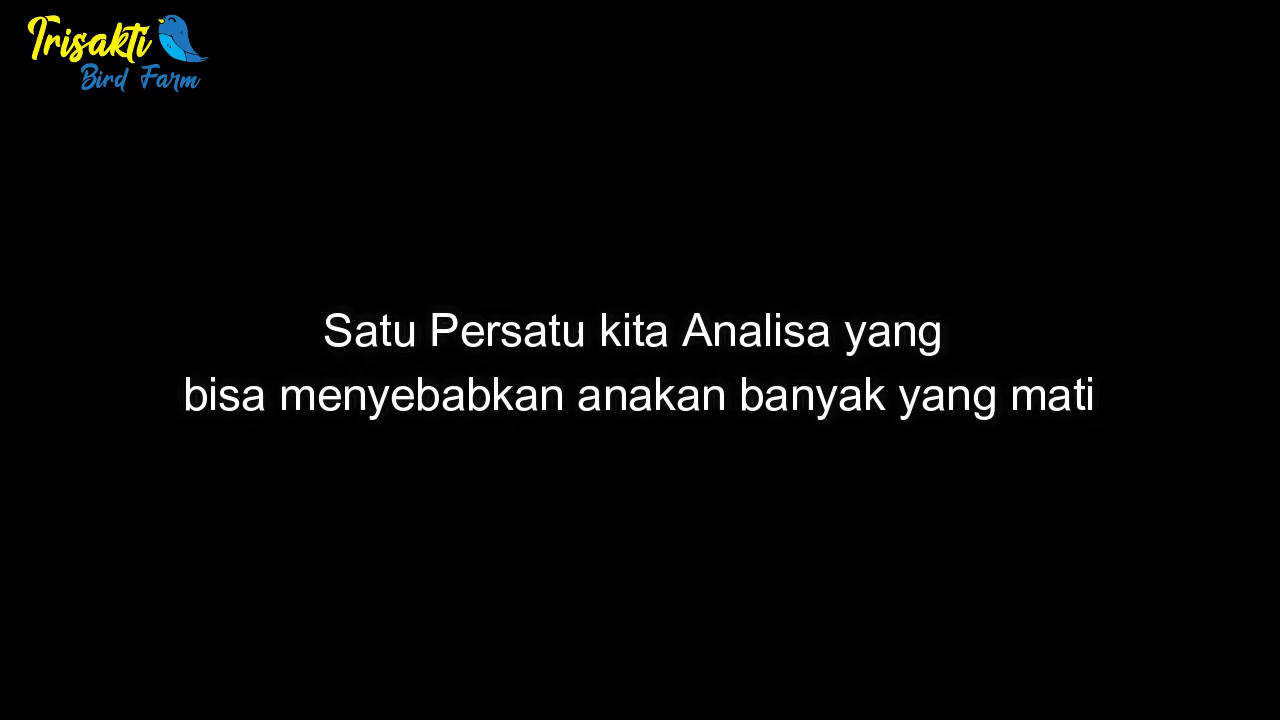 Trisakti
Bird Farm
Satu Persatu kita Analisa yang
bisa menyebabkan anakan banyak yang mati